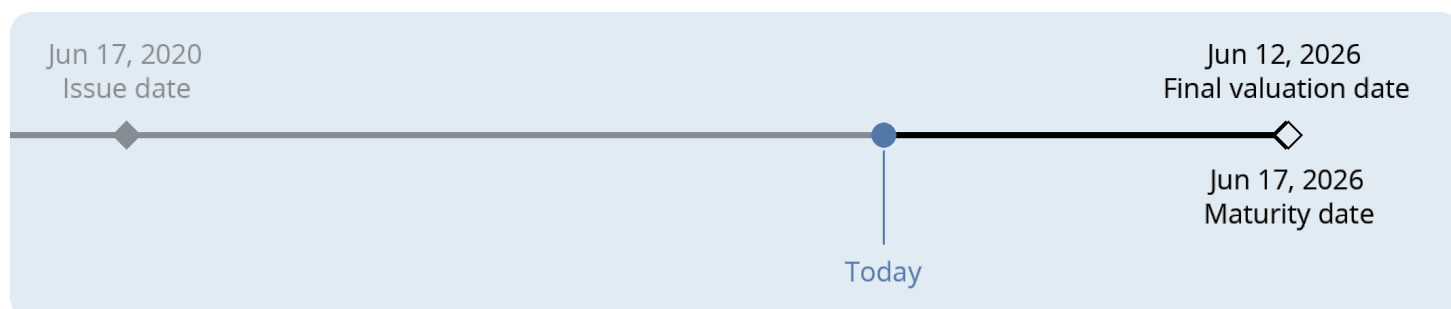 Jun 17, 2020
Issue date
Jun 12, 2026
Final valuation date
Jun 17, 2026
Maturity date
Today